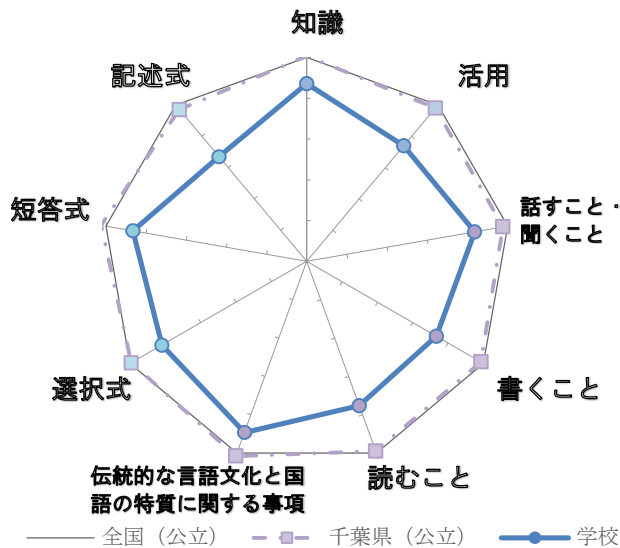 知識
記述式
活用
短答式
話すこと・
聞くこと
選択式
書くこと
伝統的な言語文化と国
語の特質に関する事項
読むこと
全国（公立）
千葉県（公立）
学校